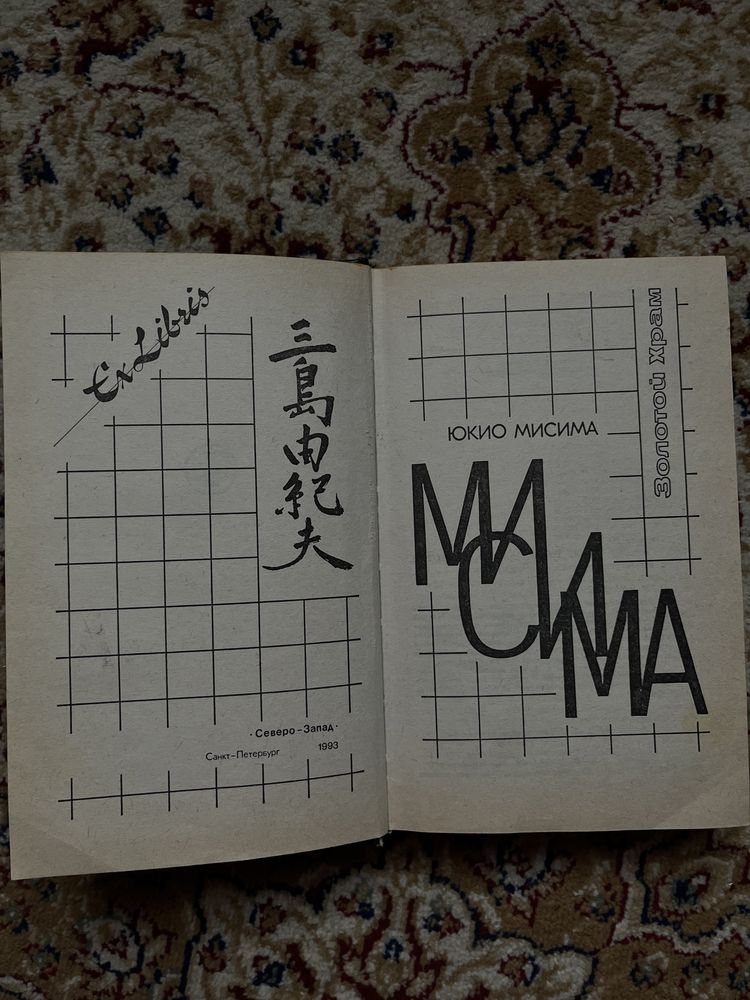 Ex Libris
三島由紀夫
·Северо-Запад·
Санкт-Петербург 1993
Золотой Храм
ЮКИО МИСИМА
МИСИМА